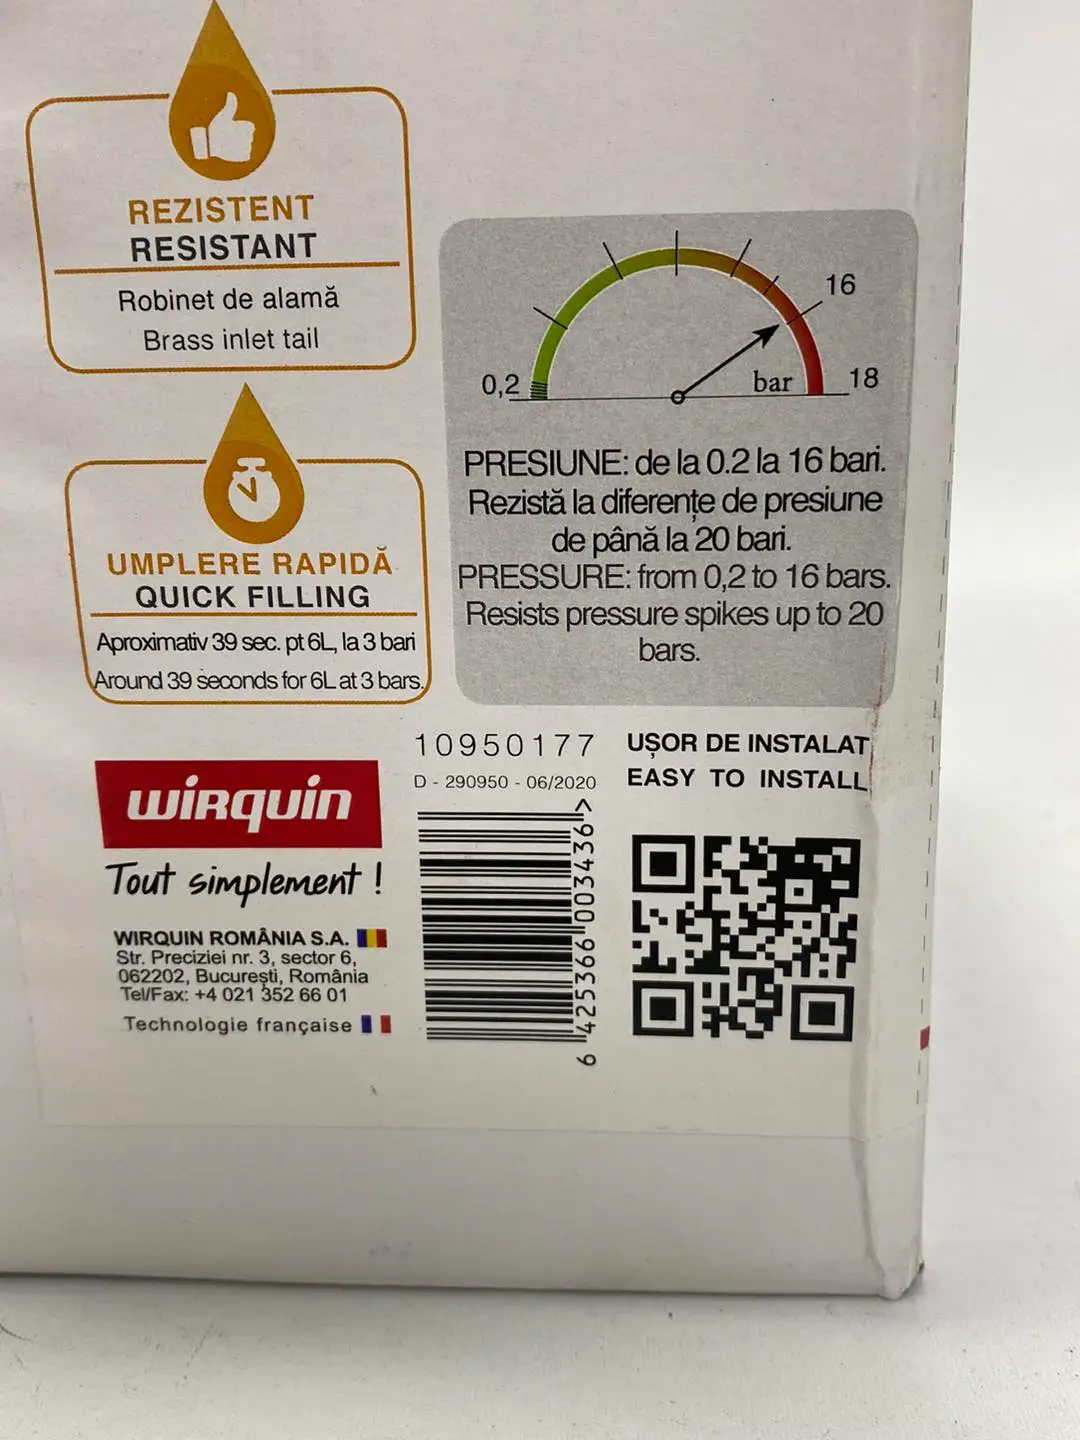 REZISTENT
RESISTANT
Robinet de alamă
Brass inlet tail
UMPLERE RAPIDĂ
QUICK FILLING
Aproximativ 39 sec. pt 6L, la 3 bari
Around 39 seconds for 6L at 3 bars.
0,2
16
18
bar
PRESIUNE: de la 0.2 la 16 bari.
Rezistă la diferențe de presiune
de până la 20 bari.
PRESSURE: from 0,2 to 16 bars.
Resists pressure spikes up to 20
bars.
wirquin
Tout simplement !
WIRQUIN ROMÂNIA S.A.
Str. Preciziei nr. 3, sector 6,
062202, București, România
Tel/Fax: +4 021 352 66 01
Technologie française
10950177
D - 290950 - 06/2020
6 425366 003436 >
UȘOR DE INSTALAT
EASY TO INSTALL